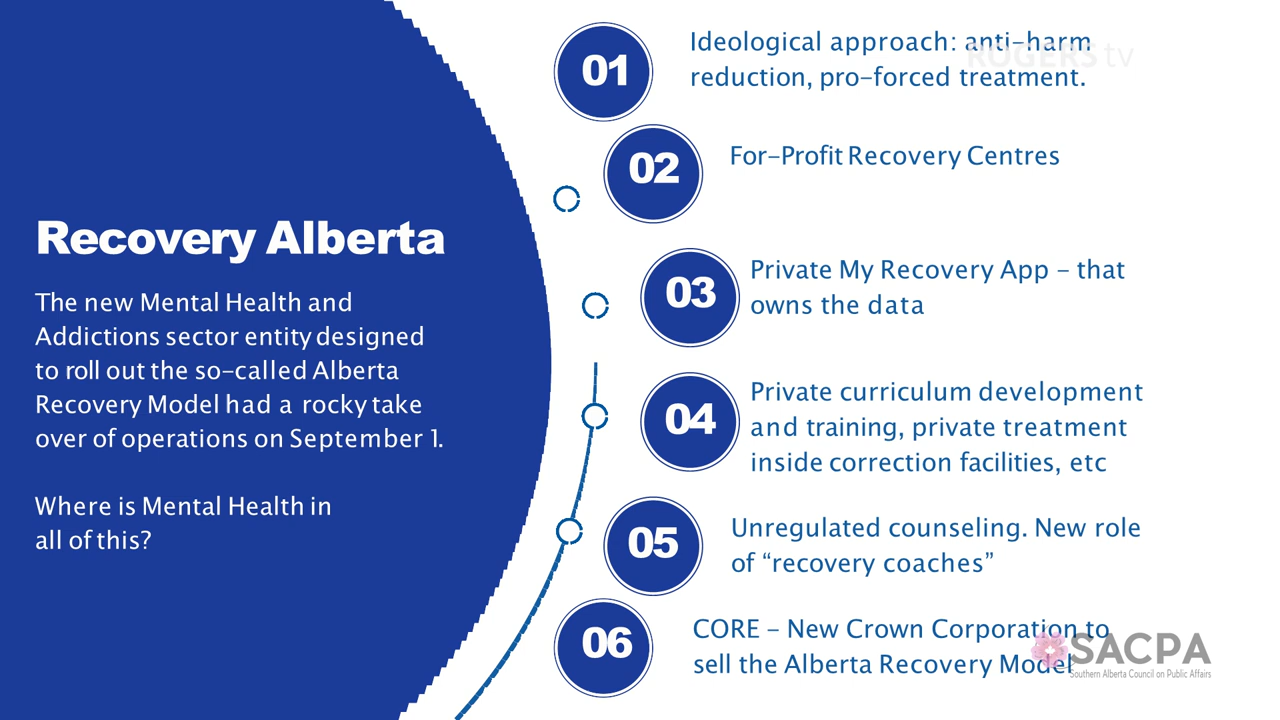 Recovery Alberta
The new Mental Health and
Addictions sector entity designed
to roll out the so-called Alberta
Recovery Model had a rocky take
over of operations on September 1.
Where is Mental Health in
all of this?
01
Ideological approach: anti-harm
reduction, pro-forced treatment.
ROGERS tv
02
For-Profit Recovery Centres
03
Private My Recovery App - that
owns the data
04
Private curriculum development
and training, private treatment
inside correction facilities, etc
05
Unregulated counseling. New role
of “recovery coaches”
06
CORE - New Crown Corporation to
sell the Alberta Recovery Model
SACPA
Southern Alberta Council on Public Affairs